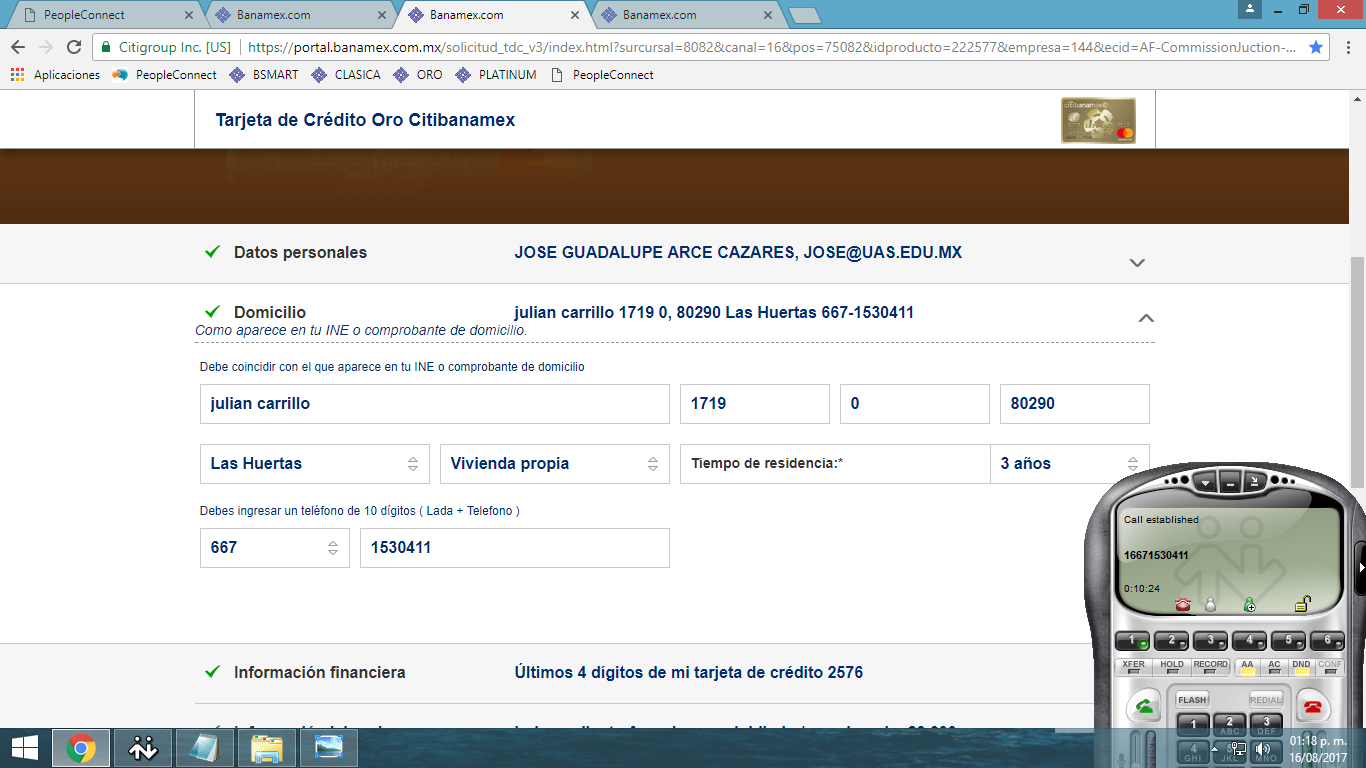 PeopleConnect
Banamex.com
Banamex.com
Banamex.com
Citigroup Inc. [US]
https://portal.banamex.com.mx/solicitud_tdc_v3/index.html?sursursal=8082&canal=16&pos=75082&idproducto=222577&empresa=144&ecid=AF-CommissionJuction-...
Aplicaciones PeopleConnect BSMART CLASICA ORO PLATINUM PeopleConnect
Tarjeta de Crédito Oro Citibanamex
citibanamex
Datos personales JOSE GUADALUPE ARCE CAZARES, JOSE@UAS.EDU.MX
Domicilio julian carrillo 1719 0, 80290 Las Huertas 667-1530411
Como aparece en tu INE o comprobante de domicilio.
Debe coincidir con el que aparece en tu INE o comprobante de domicilio
julian carrillo 1719 0 80290
Las Huertas Vivienda propia Tiempo de residencia:* 3 años
Debes ingresar un teléfono de 10 dígitos ( Lada + Telefono )
667 1530411
Información financiera Últimos 4 dígitos de mi tarjeta de crédito 2576
Call established
16671530411
0:10:24
1 2 3 4 5 6
XFER HOLD RECORD AA AC DND CONF
FLASH REDIAL
1 2 3
ABC DEF
4 5
GHI JKL MNO
01:18 p. m.
16/08/2017